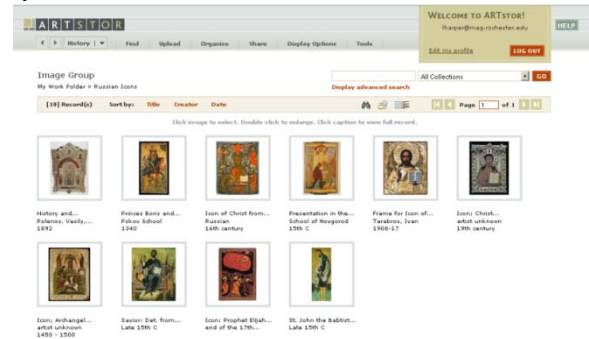 ARTSTOR
WELCOME TO ARTSTOR!
lharper@mag.rochester.edu
HELP
Edit my profile
LOG OUT
History
Find
Upload
Organize
Share
Display Options
Tools
Image Group
My Work Folder > Russian Icons
All Collections
GO
Display advanced search
[10] Record(s)
Sort by:
Title
Creator
Date
Page 1 of 1
Click image to select. Double-click to enlarge. Click caption to view full record.
History and...
Polenov, Vasily,...
1892
Princes Boris and...
Pskov School
1340
Icon of Christ from...
Russian
16th century
Presentation in the...
School of Novgorod
15th C
Frame for Icon of...
Tarabrov, Ivan
1908-17
Icon: Christ...
artist unknown
19th century
Icon; Archangel...
artist unknown
1450 - 1500
Savior: Det. from...
Late 15th C
Icon: Prophet Elijah...
end of the 17th...
St. John the Baptist...
Late 15th C